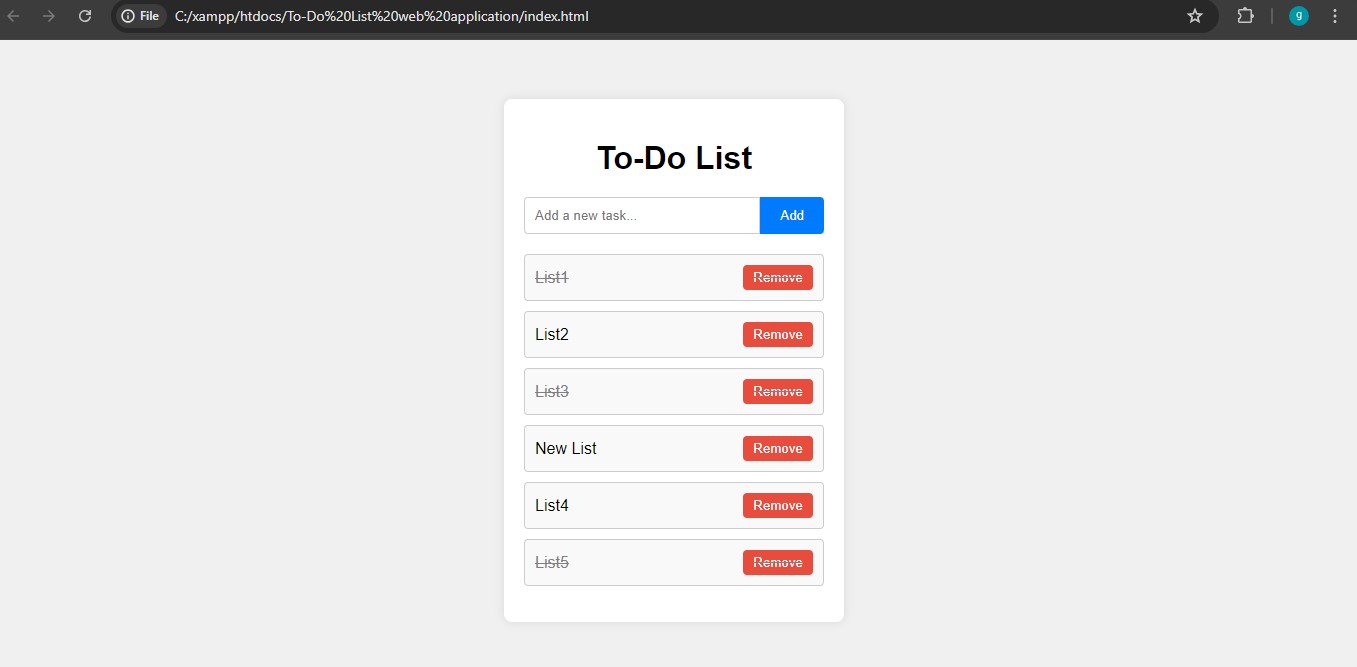 File C:/xampp/htdocs/To-Do%20List%20web%20application/index.html
g
To-Do List
Add a new task... Add
List1 Remove
List2 Remove
List3 Remove
New List Remove
List4 Remove
List5 Remove